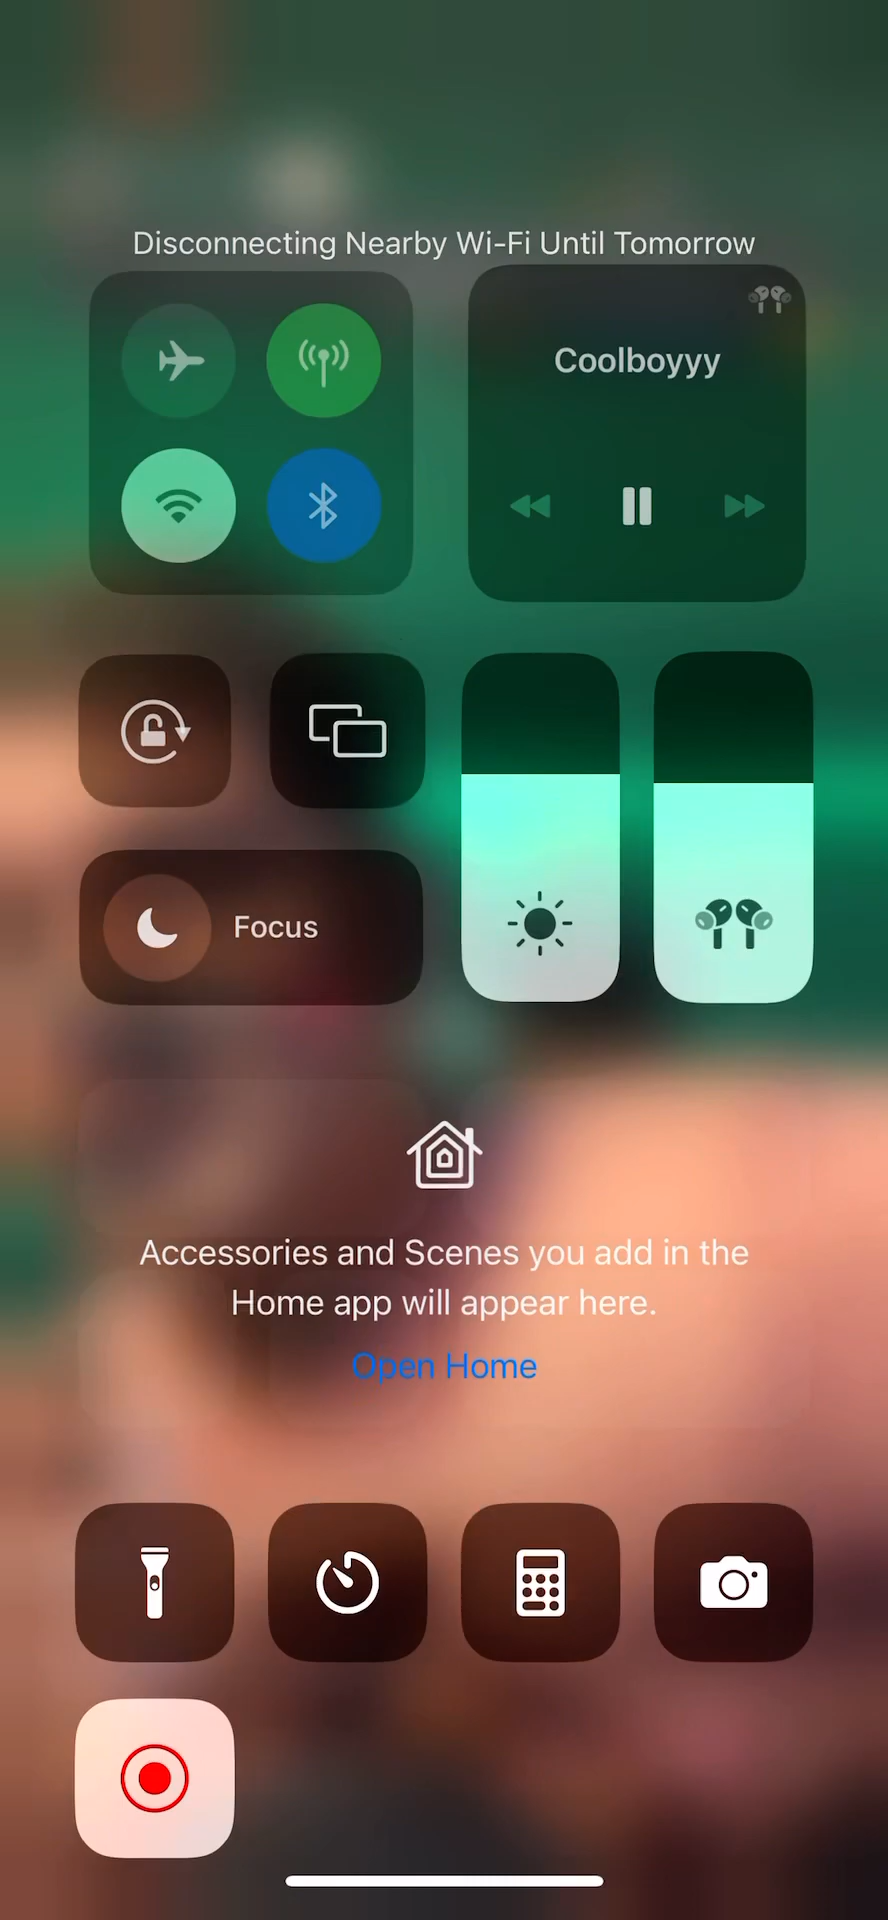 Disconnecting Nearby Wi-Fi Until Tomorrow
Coolboyyy
Focus
Accessories and Scenes you add in the
Home app will appear here.
Open Home